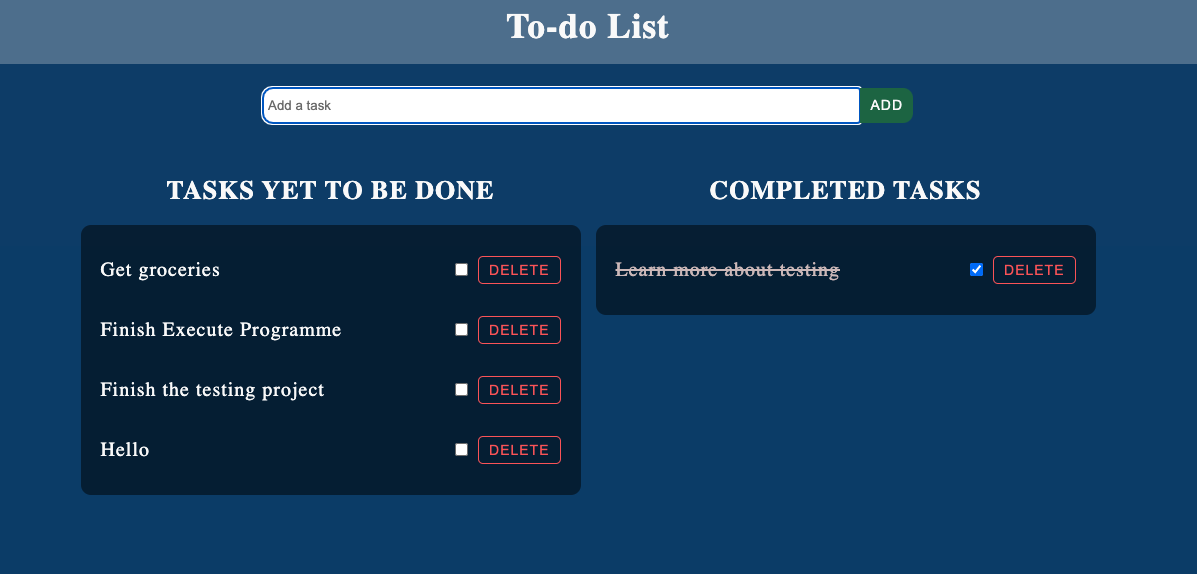 To-do List
Add a task
ADD
TASKS YET TO BE DONE
Get groceries
DELETE
Finish Execute Programme
DELETE
Finish the testing project
DELETE
Hello
DELETE
COMPLETED TASKS
Learn more about testing
DELETE